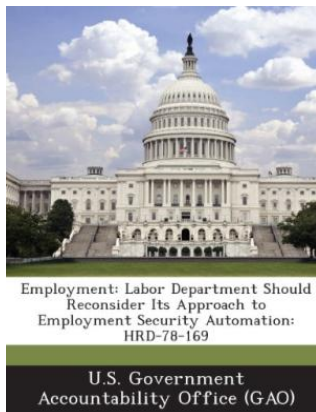 Employment: Labor Department Should
Reconsider Its Approach to
Employment Security Automation:
HRD-78-169
U.S. Government
Accountability Office (GAO)